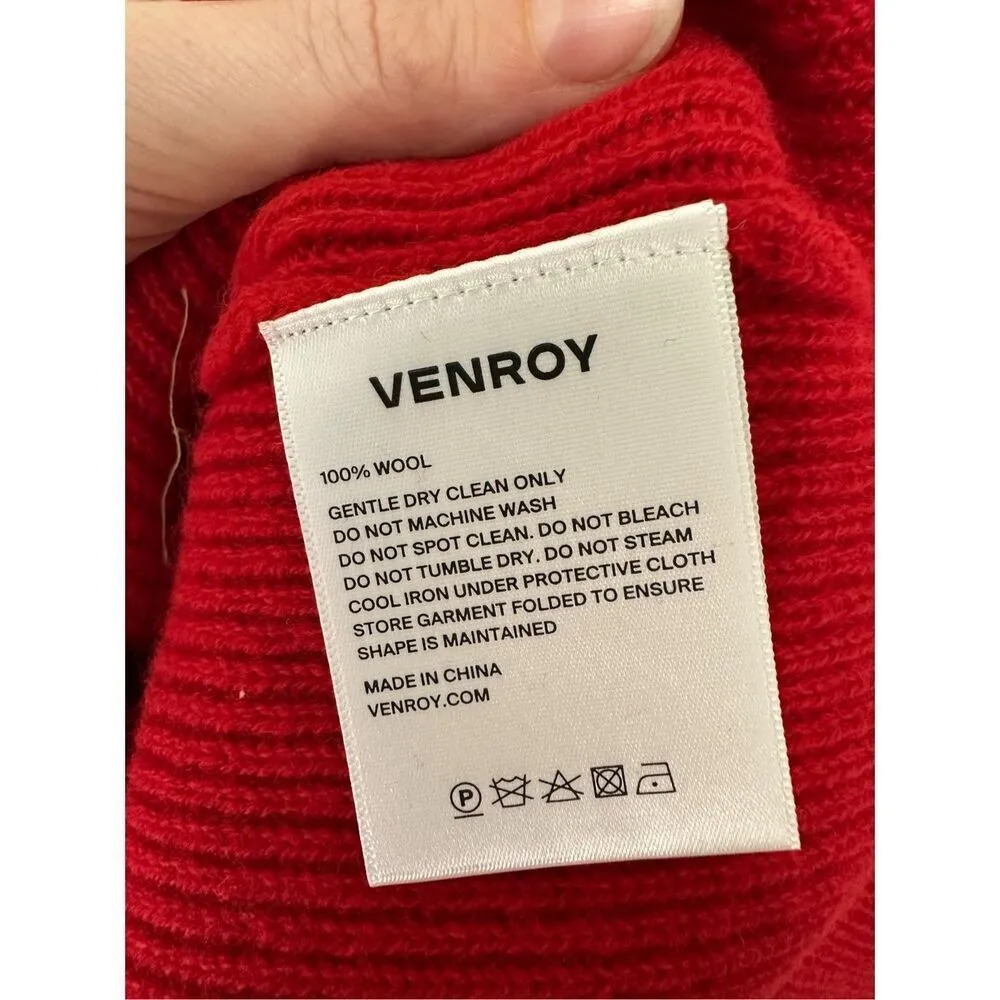 VENROY
100% WOOL
GENTLE DRY CLEAN ONLY
DO NOT MACHINE WASH
DO NOT SPOT CLEAN. DO NOT BLEACH
DO NOT TUMBLE DRY. DO NOT STEAM
COOL IRON UNDER PROTECTIVE CLOTH
STORE GARMENT FOLDED TO ENSURE
SHAPE IS MAINTAINED
MADE IN CHINA
VENROY.COM
P